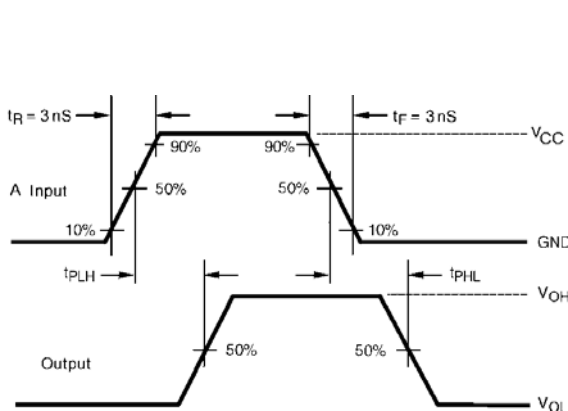 tR = 3 nS
tF = 3 nS
VCC
90%
90%
A Input
50%
50%
10%
10%
GND
tPLH
tPHL
VOH
50%
50%
Output
VOL